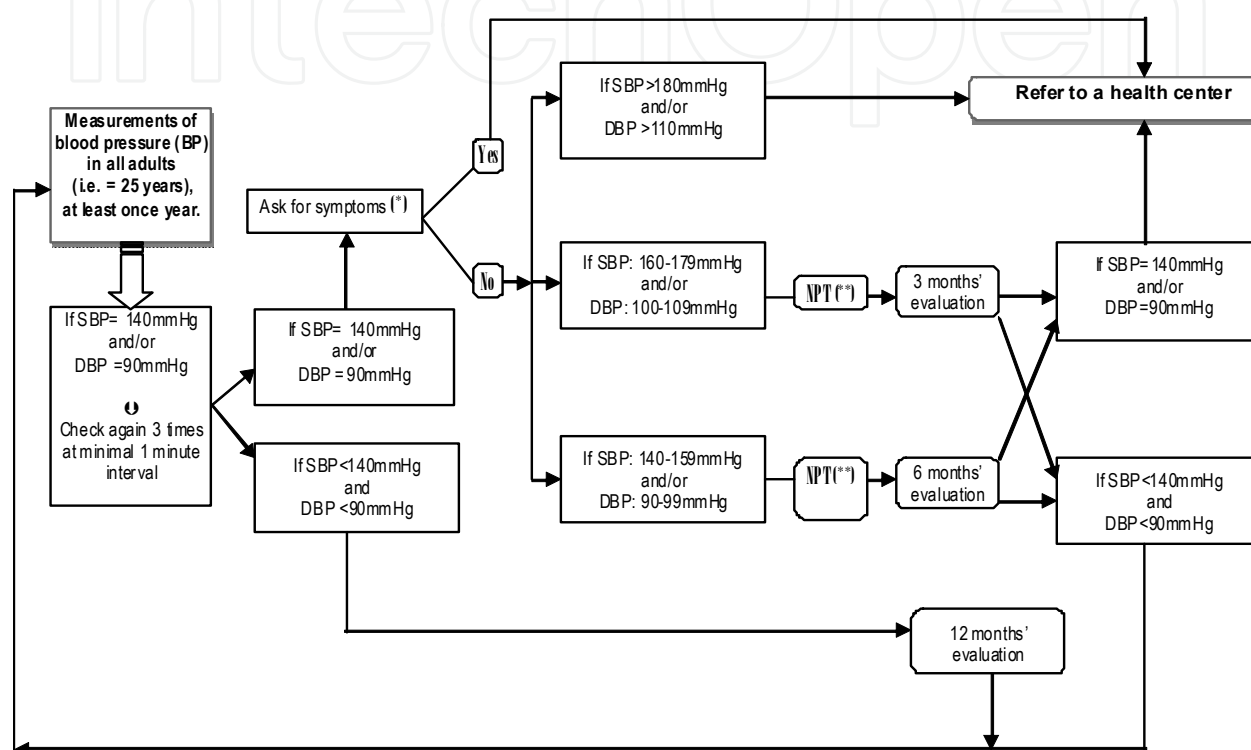 IntechOpen
Measurements of
blood pressure (BP)
in all adults
(i.e. = 25 years),
at least once year.
If SBP= 140mmHg
and/or
DBP =90mmHg
Check again 3 times
at minimal 1 minute
interval
If SBP= 140mmHg
and/or
DBP = 90mmHg
If SBP<140mmHg
and
DBP <90mmHg
Ask for symptoms (*)
Yes
No
If SBP>180mmHg
and/or
DBP >110mmHg
Refer to a health center
If SBP: 160-179mmHg
and/or
DBP: 100-109mmHg
NPT(**)
3 months'
evaluation
If SBP=140mmHg
and/or
DBP=90mmHg
If SBP: 140-159mmHg
and/or
DBP: 90-99mmHg
NPT(**)
6 months'
evaluation
If SBP<140mmHg
and
DBP<90mmHg
12 months'
evaluation